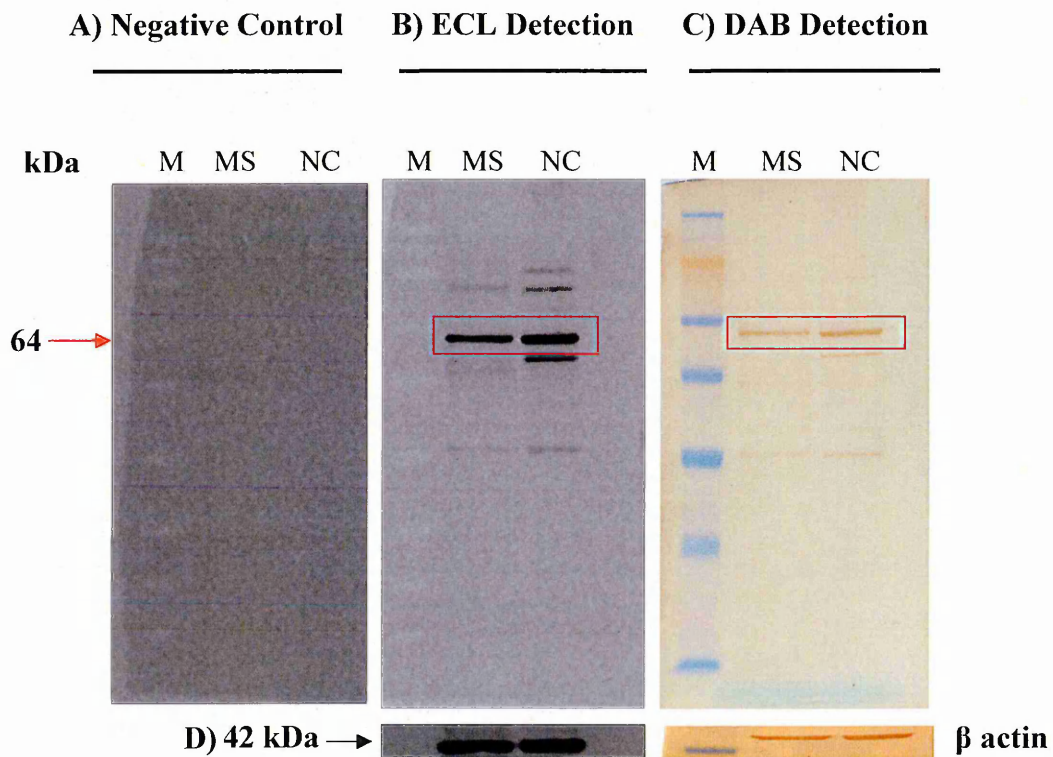 A) Negative Control B) ECL Detection C) DAB Detection
kDa M MS NC M MS NC M MS NC
64
D) 42 kDa β actin